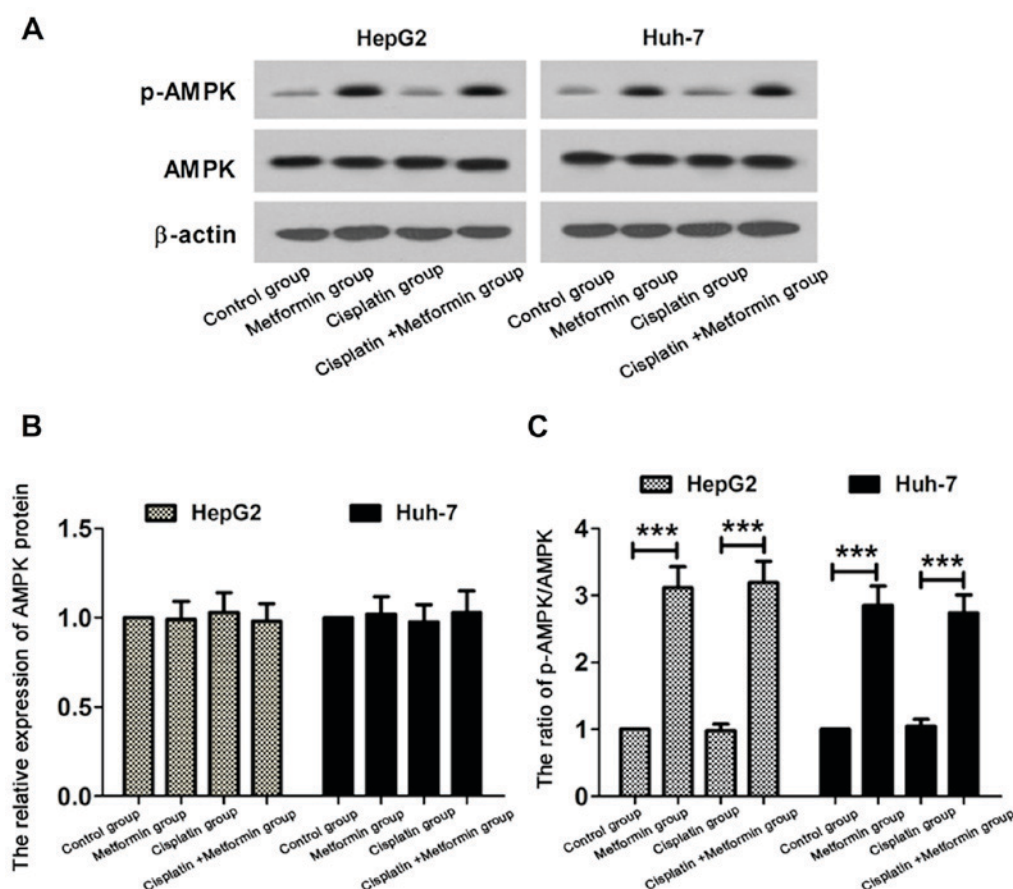 A
HepG2 Huh-7
p-AMPK
AMPK
β-actin
Control group
Metformin group
Cisplatin group
Cisplatin +Metformin group
Control group
Metformin group
Cisplatin group
Cisplatin +Metformin group
B
HepG2 Huh-7
The relative expression of AMPK protein
1.5
1.0
0.5
0.0
Control group
Metformin group
Cisplatin group
Cisplatin +Metformin group
Control group
Metformin group
Cisplatin group
Cisplatin +Metformin group
C
HepG2 Huh-7
The ratio of p-AMPK/AMPK
4
3
2
1
0
***
***
***
***
Control group
Metformin group
Cisplatin group
Cisplatin +Metformin group
Control group
Metformin group
Cisplatin group
Cisplatin +Metformin group